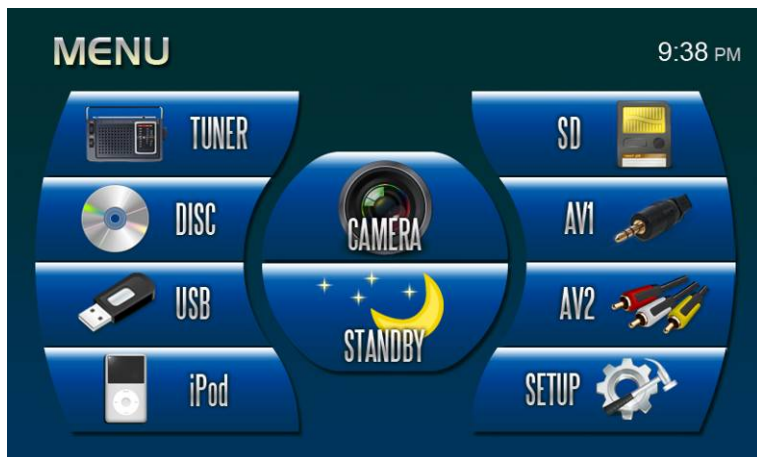 MENU
9:38 PM
TUNER
DISC
USB
iPod
CAMERA
STANDBY
SD
AV1
AV2
SETUP